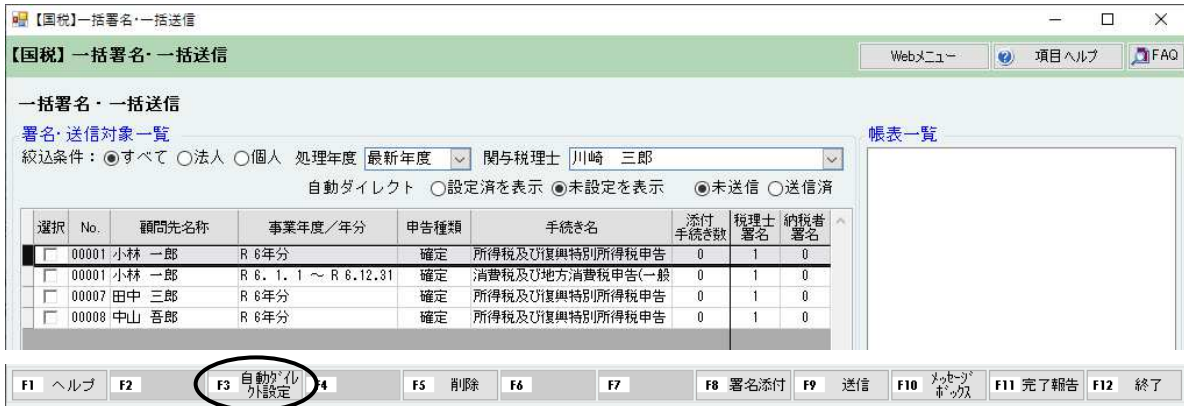 【国税】一括署名・一括送信
【国税】一括署名・一括送信 Webメニュー 項目ヘルプ FAQ
一括署名・一括送信
署名・送信対象一覧 帳表一覧
絞込条件：すべて 法人 個人 処理年度 最新年度 関与税理士 川崎 三郎
自動ダイレクト 設定済を表示 未設定を表示 未送信 送信済
選択 No. 顧問先名称 事業年度／年分 申告種類 手続き名 添付手続き数 税理士署名 納税者署名
00001 小林 一郎 R 6年分 確定 所得税及び復興特別所得税申告 0 1 0
00001 小林 一郎 R 6. 1. 1 ～ R 6.12.31 確定 消費税及び地方消費税申告(一般 0 1 0
00007 田中 三郎 R 6年分 確定 所得税及び復興特別所得税申告 0 1 0
00008 中山 吾郎 R 6年分 確定 所得税及び復興特別所得税申告 0 1 0
F1 ヘルプ F2 F3 自動ダイレクト設定 F4 F5 削除 F6 F7 F8 署名添付 F9 送信 F10 メッセージボックス F11 完了報告 F12 終了